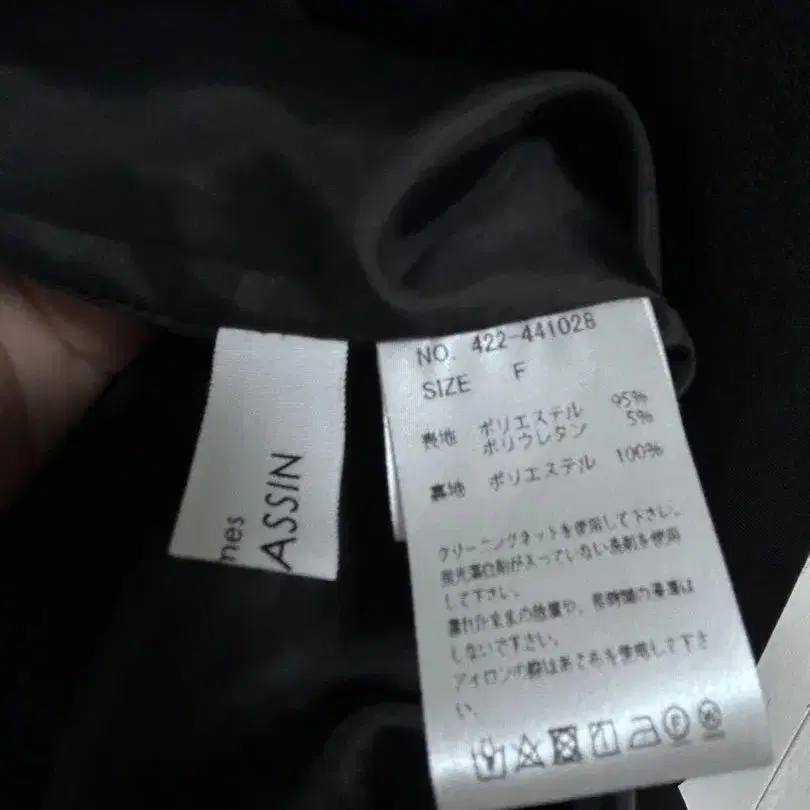 NO. 422-441028
SIZE F
表地 ポリエステル 95%
ポリウレタン 5%
裏地 ポリエステル 100%
クリーニングネットを使用して下さい。
蛍光増白剤が入っていない洗剤を使用
して下さい。
濡れたままの放置や、長時間の浸漬は
しないで下さい。
アイロンの際はあて布を使用して下さ
い。
nes
ASSIN